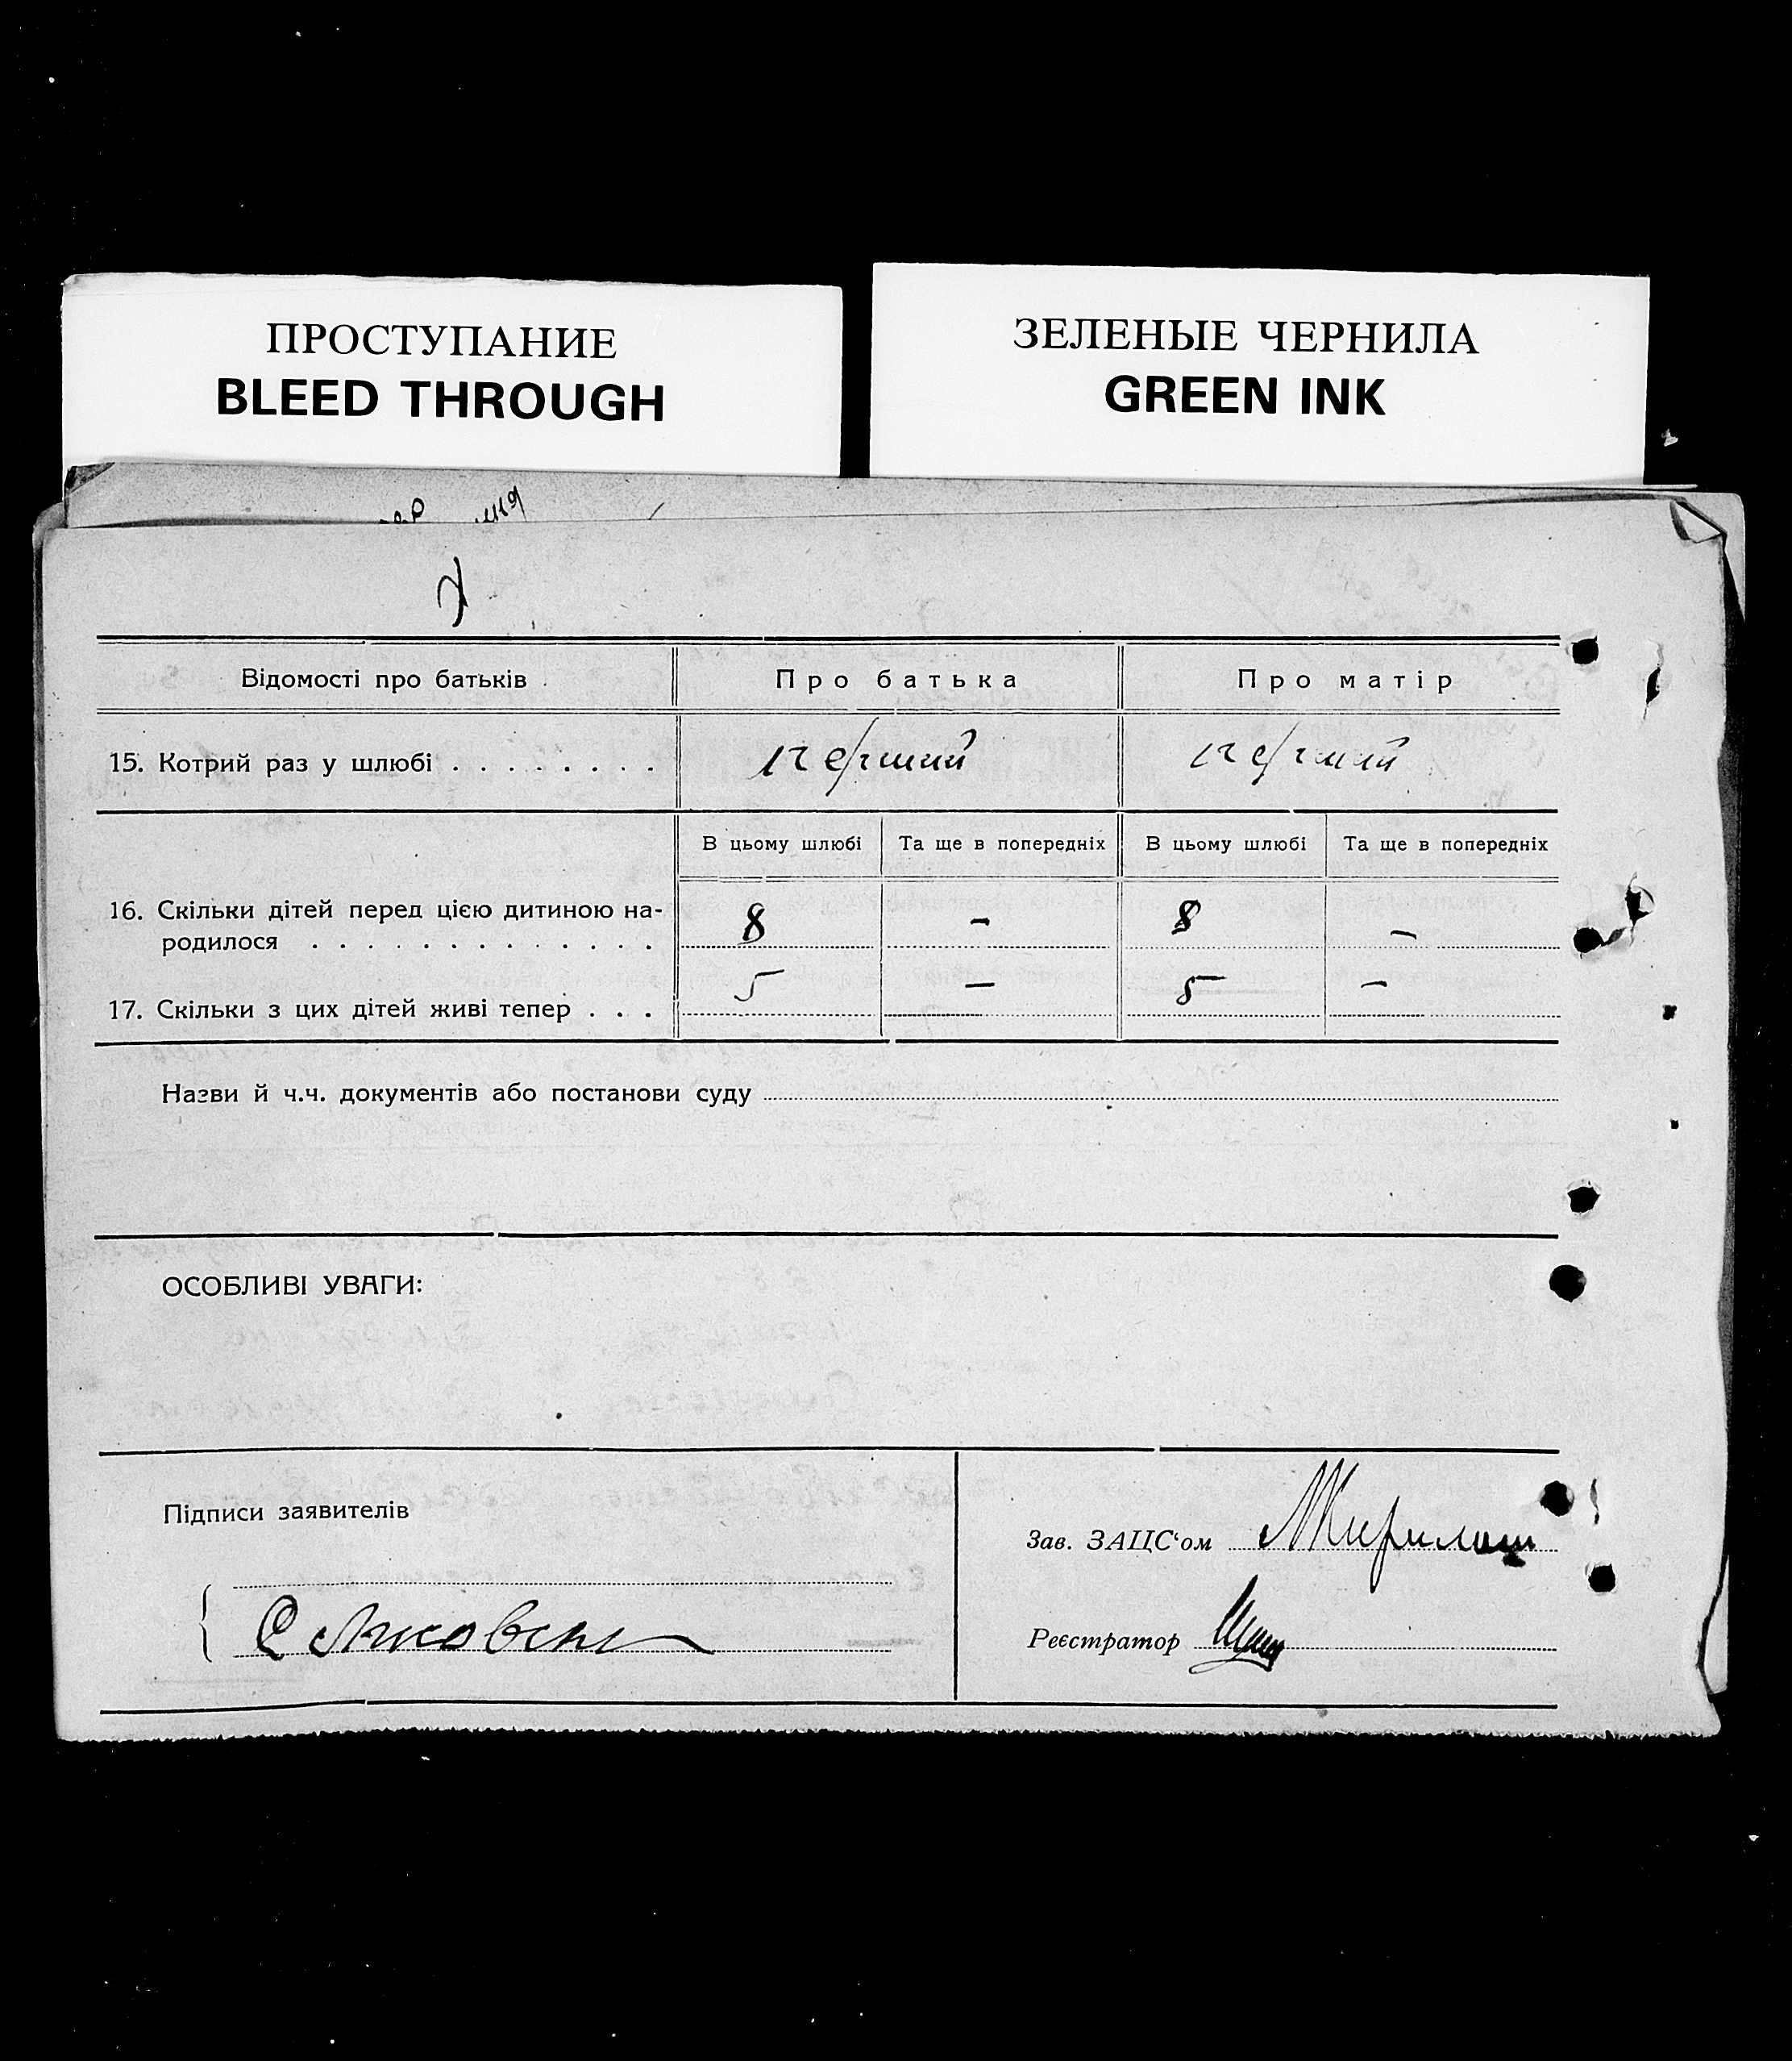 ПРОСТУПАНИЕ
BLEED THROUGH
ЗЕЛЕНЫЕ ЧЕРНИЛА
GREEN INK
Відомості про батьків
Про батька
Про матір
15. Котрий раз у шлюбі . . . . . . . .
перший
перший
В цьому шлюбі
Та ще в попередніх
В цьому шлюбі
Та ще в попередніх
16. Скільки дітей перед цією дитиною на-
родилося . . . . . . . . . . . . .
8
–
8
–
17. Скільки з цих дітей живі тепер . . .
5
–
5
–
Назви й ч.ч. документів або постанови суду
ОСОБЛИВІ УВАГИ:
Підписи заявителів
Зав. ЗАЦС‘ом
Реєстратор